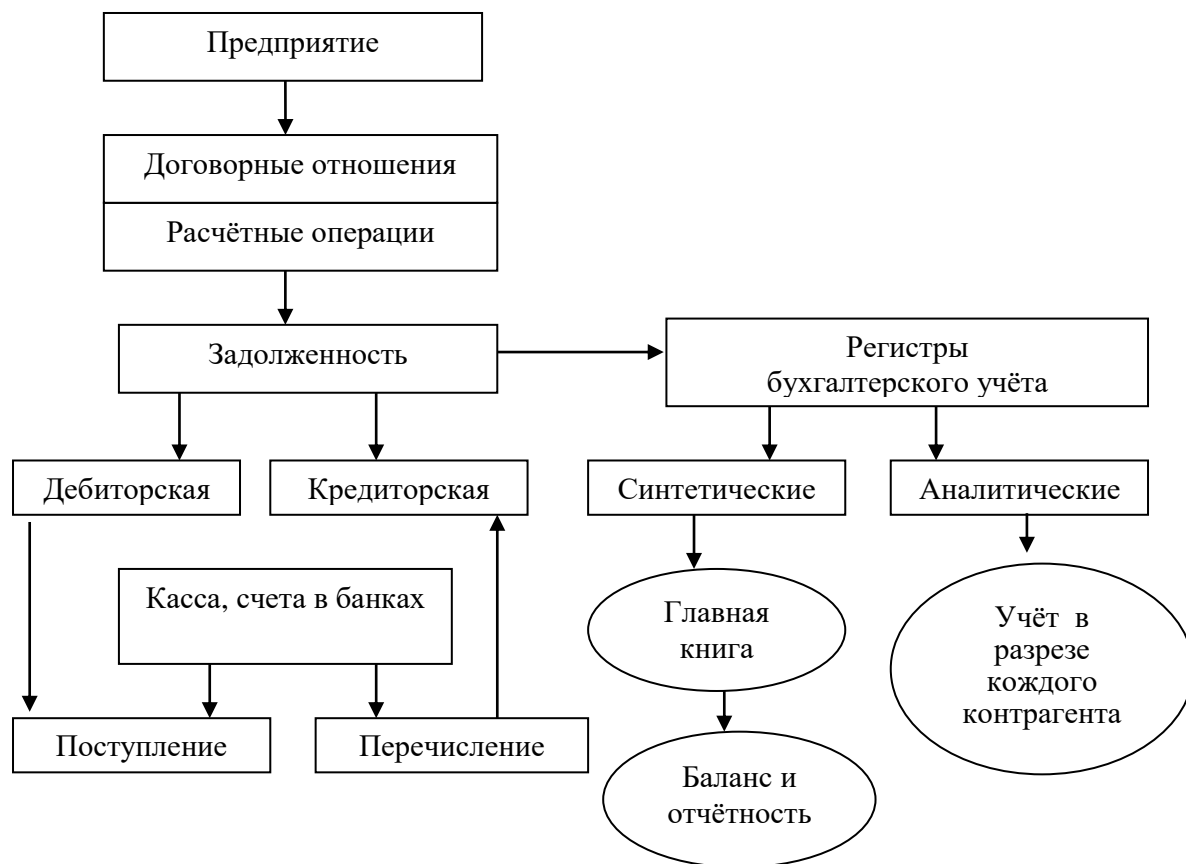 Предприятие
Договорные отношения
Расчётные операции
Задолженность
Регистры
бухгалтерского учёта
Дебиторская
Кредиторская
Синтетические
Аналитические
Касса, счета в банках
Главная
книга
Учёт в
разрезе
кождого
контрагента
Поступление
Перечисление
Баланс и
отчётность